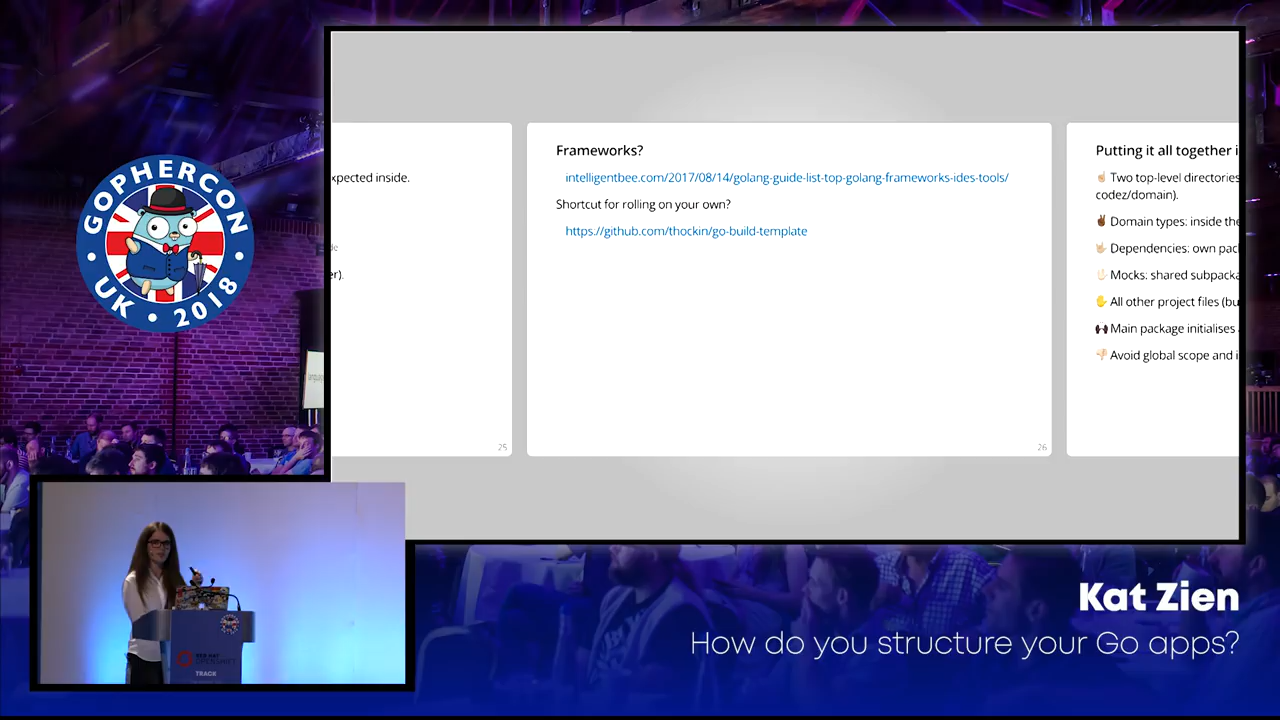 GOPHERCON
UK • 2018
xpected inside.
de
er).
25
Frameworks?
intelligentbee.com/2017/08/14/golang-guide-list-top-golang-frameworks-ides-tools/
Shortcut for rolling on your own?
https://github.com/thockin/go-build-template
26
Putting it all together i
Two top-level directories
codez/domain).
Domain types: inside the
Dependencies: own pac
Mocks: shared subpacka
All other project files (bu
Main package initialises
Avoid global scope and i
TRACK
Kat Zien
How do you structure your Go apps?